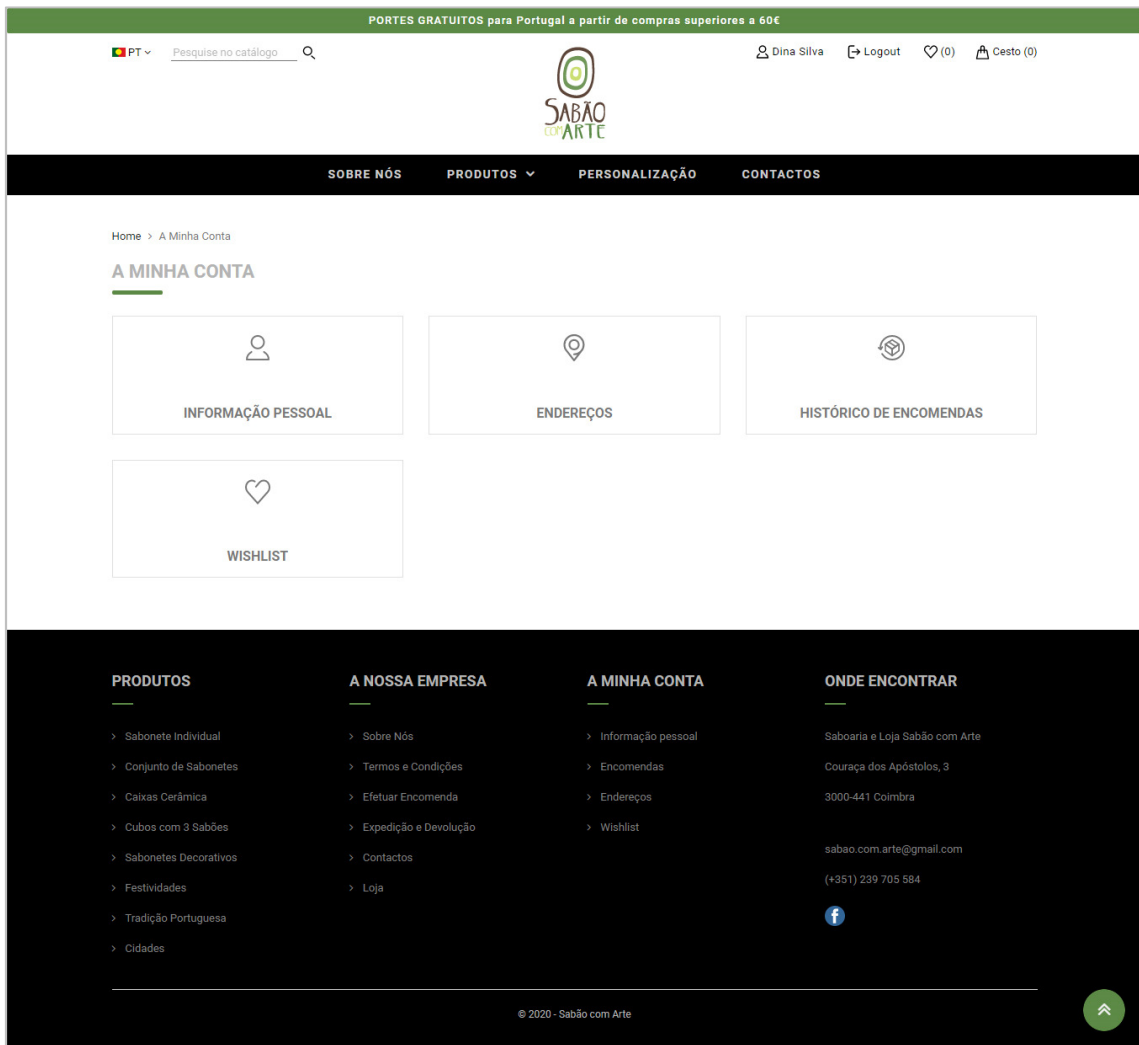 PORTES GRATUITOS para Portugal a partir de compras superiores a 60€
PT
Pesquise no catálogo
Dina Silva
Logout
(0)
Cesto (0)
SABÃO
COM ARTE
SOBRE NÓS
PRODUTOS
PERSONALIZAÇÃO
CONTACTOS
Home > A Minha Conta
A MINHA CONTA
INFORMAÇÃO PESSOAL
ENDEREÇOS
HISTÓRICO DE ENCOMENDAS
WISHLIST
PRODUTOS
Sabonete Individual
Conjunto de Sabonetes
Caixas Cerâmica
Cubos com 3 Sabões
Sabonetes Decorativos
Festividades
Tradição Portuguesa
Cidades
A NOSSA EMPRESA
Sobre Nós
Termos e Condições
Efetuar Encomenda
Expedição e Devolução
Contactos
Loja
A MINHA CONTA
Informação pessoal
Encomendas
Endereços
Wishlist
ONDE ENCONTRAR
Saboaria e Loja Sabão com Arte
Couraça dos Apóstolos, 3
3000-441 Coimbra
sabao.com.arte@gmail.com
(+351) 239 705 584
© 2020 - Sabão com Arte